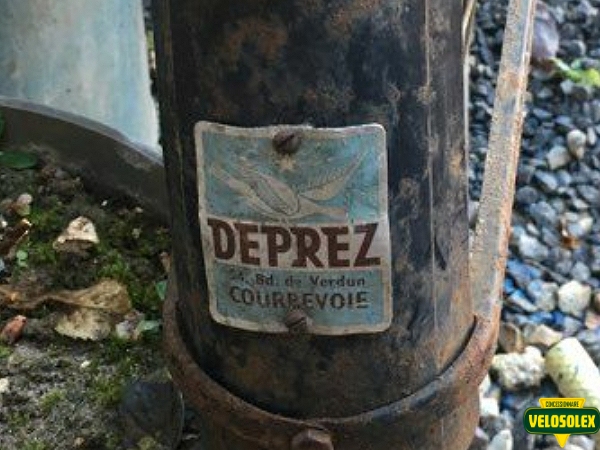 DEPREZ
Bd. de Verdun
COURBEVOIE
CONCESSIONNAIRE
VELOSOLEX